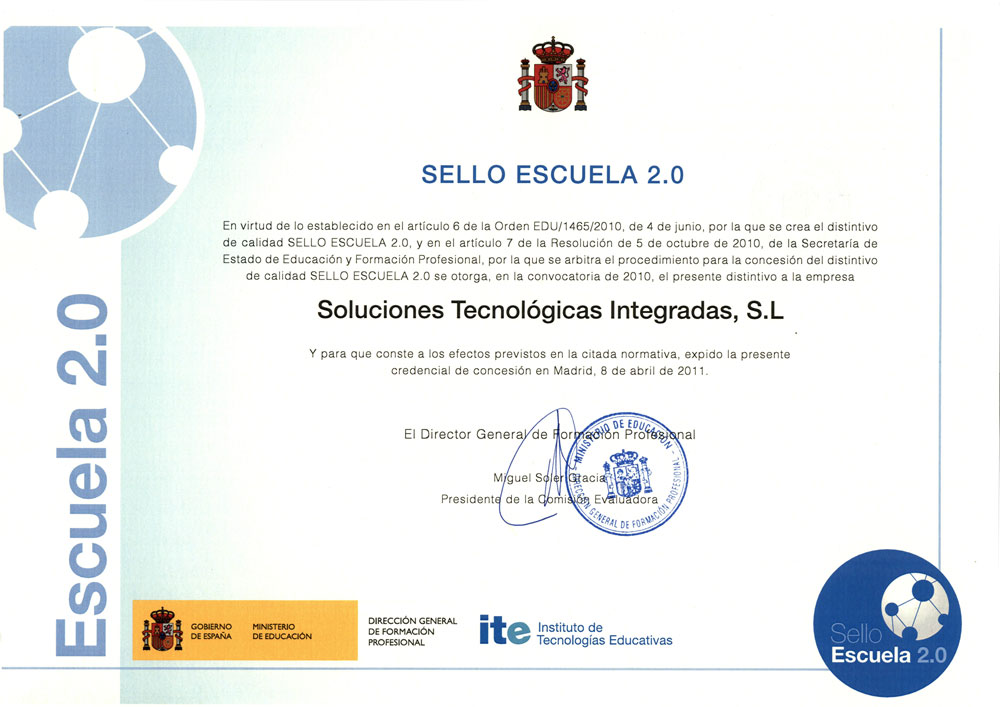 SELLO ESCUELA 2.0
En virtud de lo establecido en el artículo 6 de la Orden EDU/1465/2010, de 4 de junio, por la que se crea el distintivo
de calidad SELLO ESCUELA 2.0, y en el artículo 7 de la Resolución de 5 de octubre de 2010, de la Secretaría de
Estado de Educación y Formación Profesional, por la que se arbitra el procedimiento para la concesión del distintivo
de calidad SELLO ESCUELA 2.0 se otorga, en la convocatoria de 2010, el presente distintivo a la empresa
Soluciones Tecnológicas Integradas, S.L
Y para que conste a los efectos previstos en la citada normativa, expido la presente
credencial de concesión en Madrid, 8 de abril de 2011.
El Director General de Formación Profesional
Miguel Soler Gracia
Presidente de la Comisión Evaluadora
MINISTERIO DE EDUCACIÓN
DIRECCIÓN GENERAL DE FORMACIÓN PROFESIONAL
Escuela 2.0
GOBIERNO
DE ESPAÑA
MINISTERIO
DE EDUCACIÓN
DIRECCIÓN GENERAL
DE FORMACIÓN
PROFESIONAL
ite
Instituto de
Tecnologías Educativas
Sello
Escuela 2.0